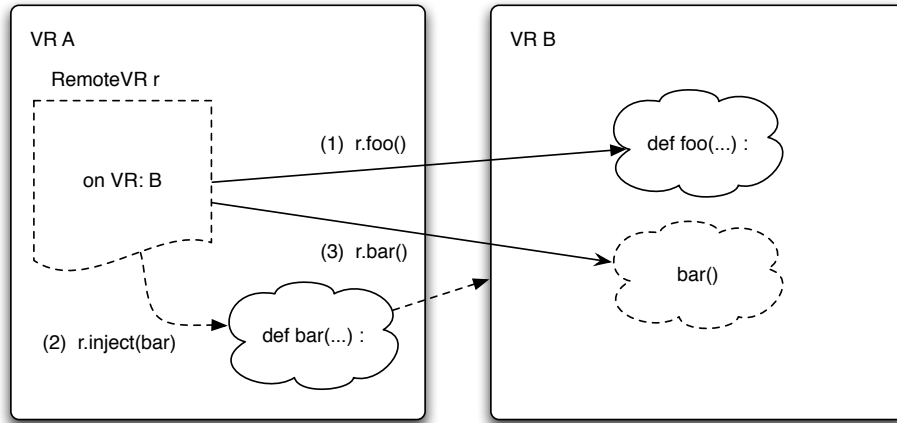 VR A
RemoteVR r
on VR: B
(1) r.foo()
(3) r.bar()
(2) r.inject(bar)
def bar(...) :
VR B
def foo(...) :
bar()